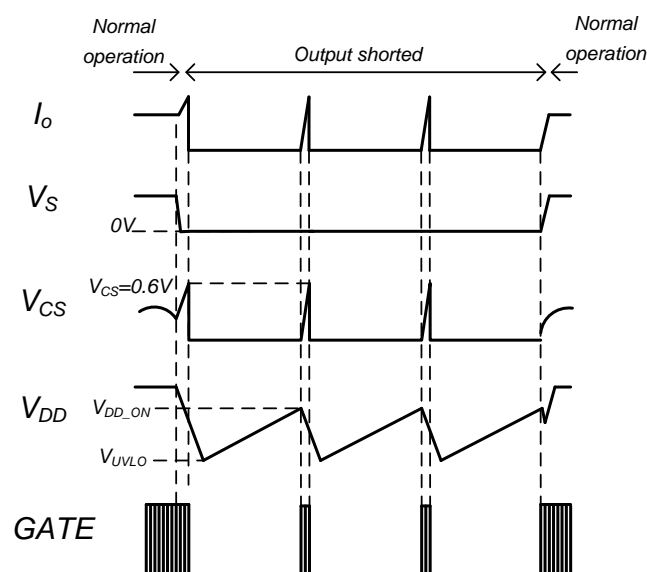 Normal
operation
Output shorted
Normal
operation
Io
VS
0V
VCS=0.6V
VCS
VDD
VDD_ON
VUVLO
GATE